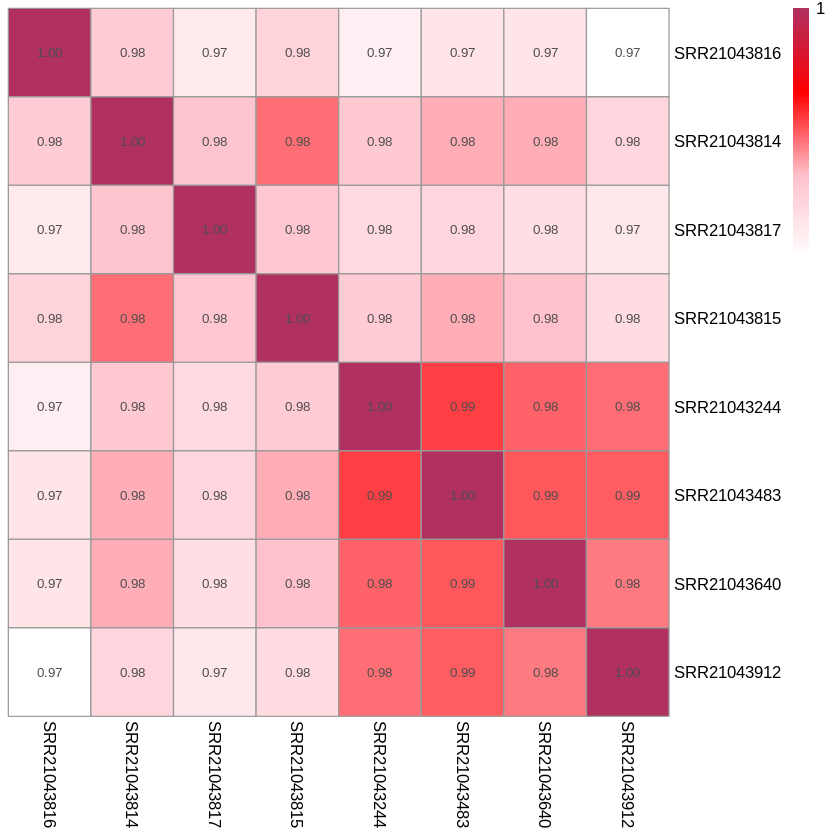 1
1.00 0.98 0.97 0.98 0.97 0.97 0.97 0.97 SRR21043816
0.98 1.00 0.98 0.98 0.98 0.98 0.98 0.98 SRR21043814
0.97 0.98 1.00 0.98 0.98 0.98 0.98 0.97 SRR21043817
0.98 0.98 0.98 1.00 0.98 0.98 0.98 0.98 SRR21043815
0.97 0.98 0.98 0.98 1.00 0.99 0.98 0.98 SRR21043244
0.97 0.98 0.98 0.98 0.99 1.00 0.99 0.99 SRR21043483
0.97 0.98 0.98 0.98 0.98 0.99 1.00 0.98 SRR21043640
0.97 0.98 0.97 0.98 0.98 0.99 0.98 1.00 SRR21043912
SRR21043816
SRR21043814
SRR21043817
SRR21043815
SRR21043244
SRR21043483
SRR21043640
SRR21043912